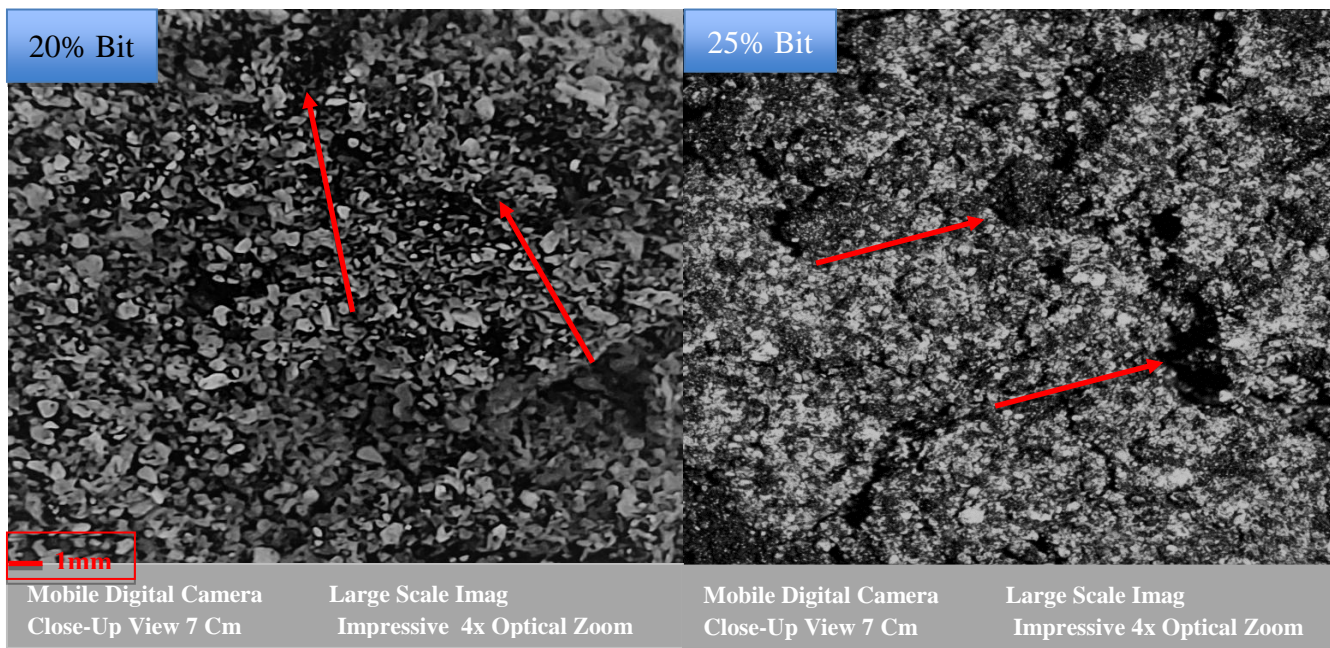 20% Bit
25% Bit
1mm
Mobile Digital Camera Large Scale Imag
Close-Up View 7 Cm Impressive 4x Optical Zoom
Mobile Digital Camera Large Scale Imag
Close-Up View 7 Cm Impressive 4x Optical Zoom